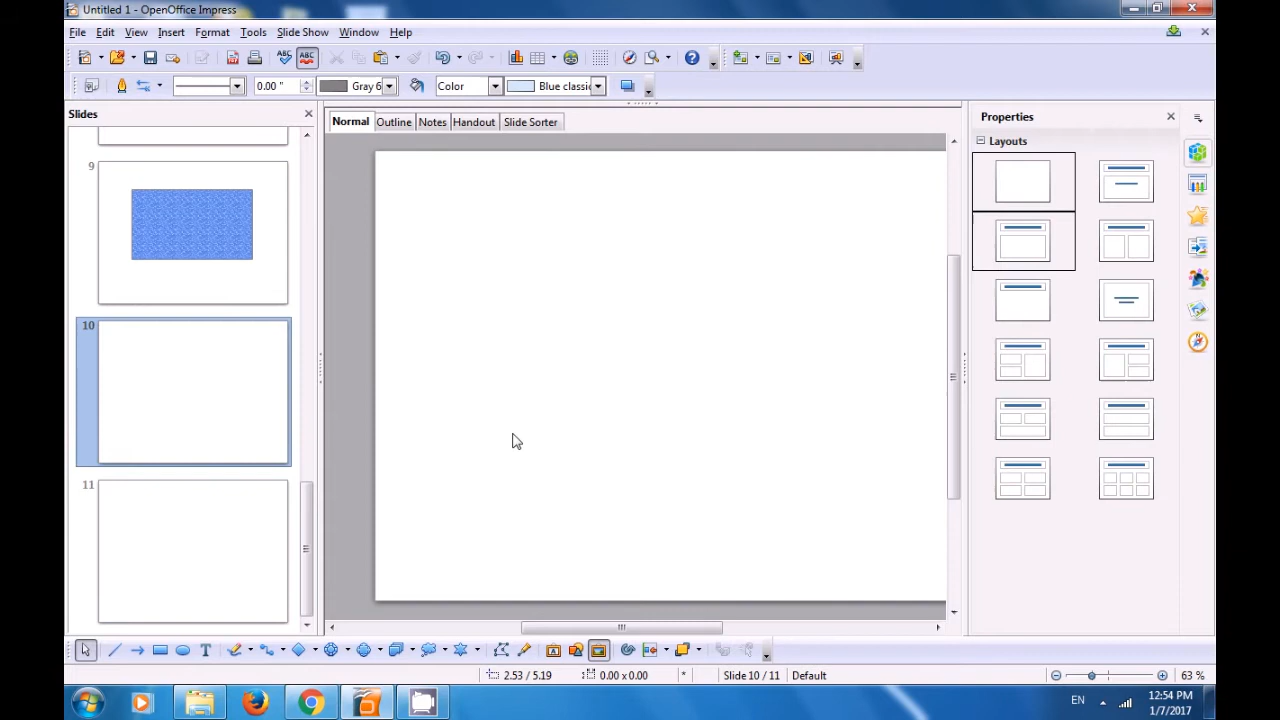 Untitled 1 - OpenOffice Impress
File Edit View Insert Format Tools Slide Show Window Help
ABC ABC
0.00 " Gray 6 Color Blue classic
Slides
Normal Outline Notes Handout Slide Sorter
Properties
Layouts
9
10
11
T
2.53 / 5.19 0.00 x 0.00 * Slide 10 / 11 Default 63 %
EN 12:54 PM
1/7/2017